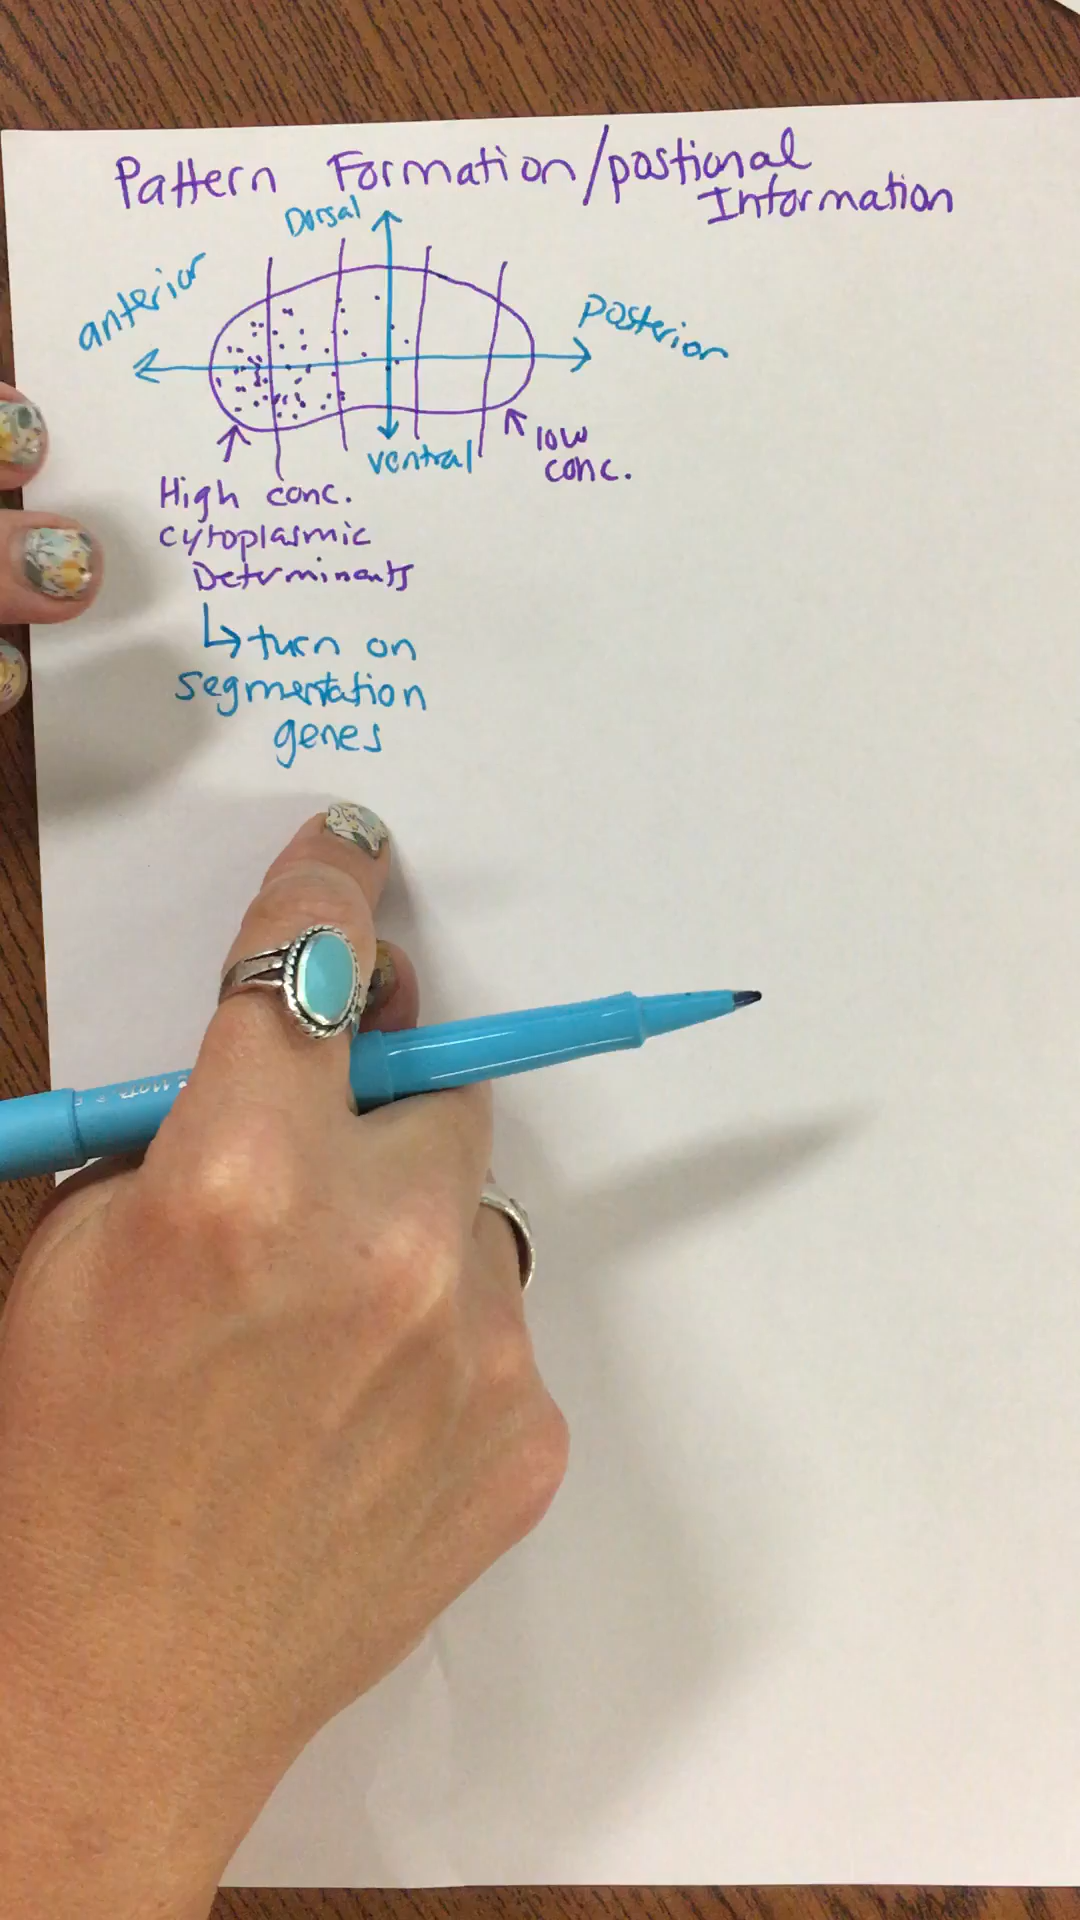 Pattern Formation/postional
Information
Dorsal
anterior
Posterior
ventral
low
conc.
High conc.
cytoplasmic
Determinants
↳ turn on
segmentation
genes